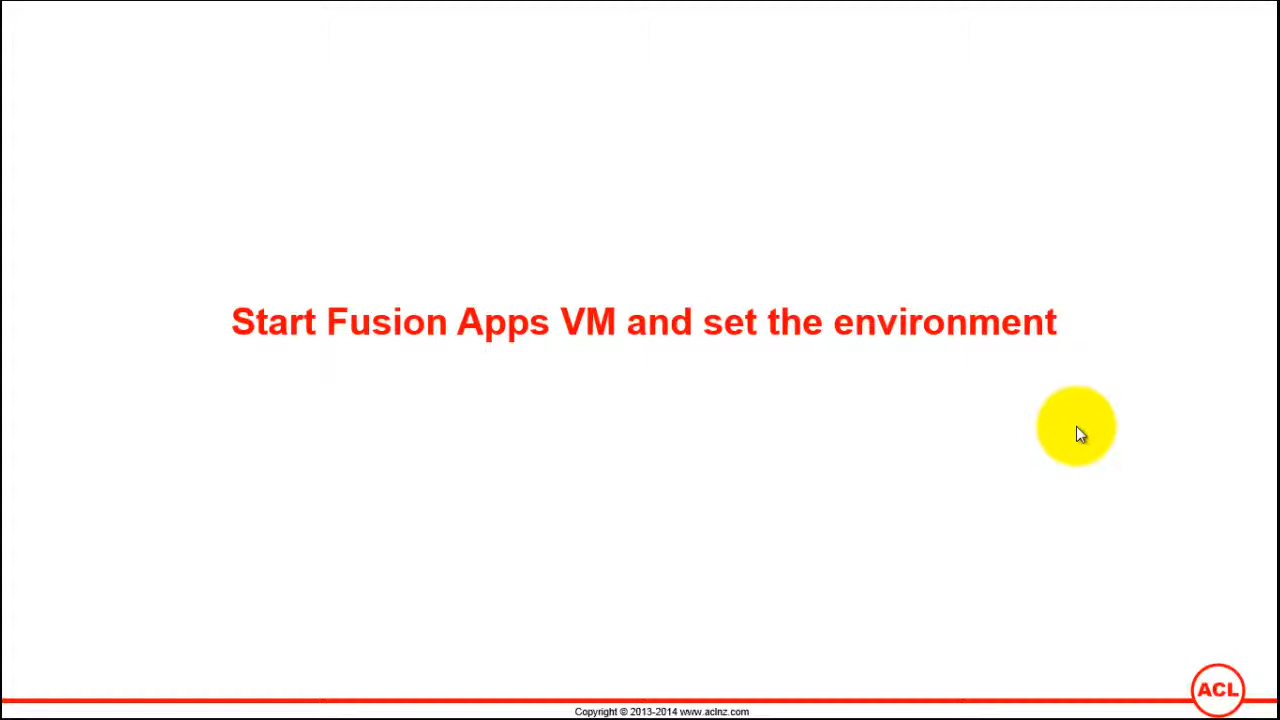 Start Fusion Apps VM and set the environment
ACL
Copyright © 2013-2014 www.aclnz.com